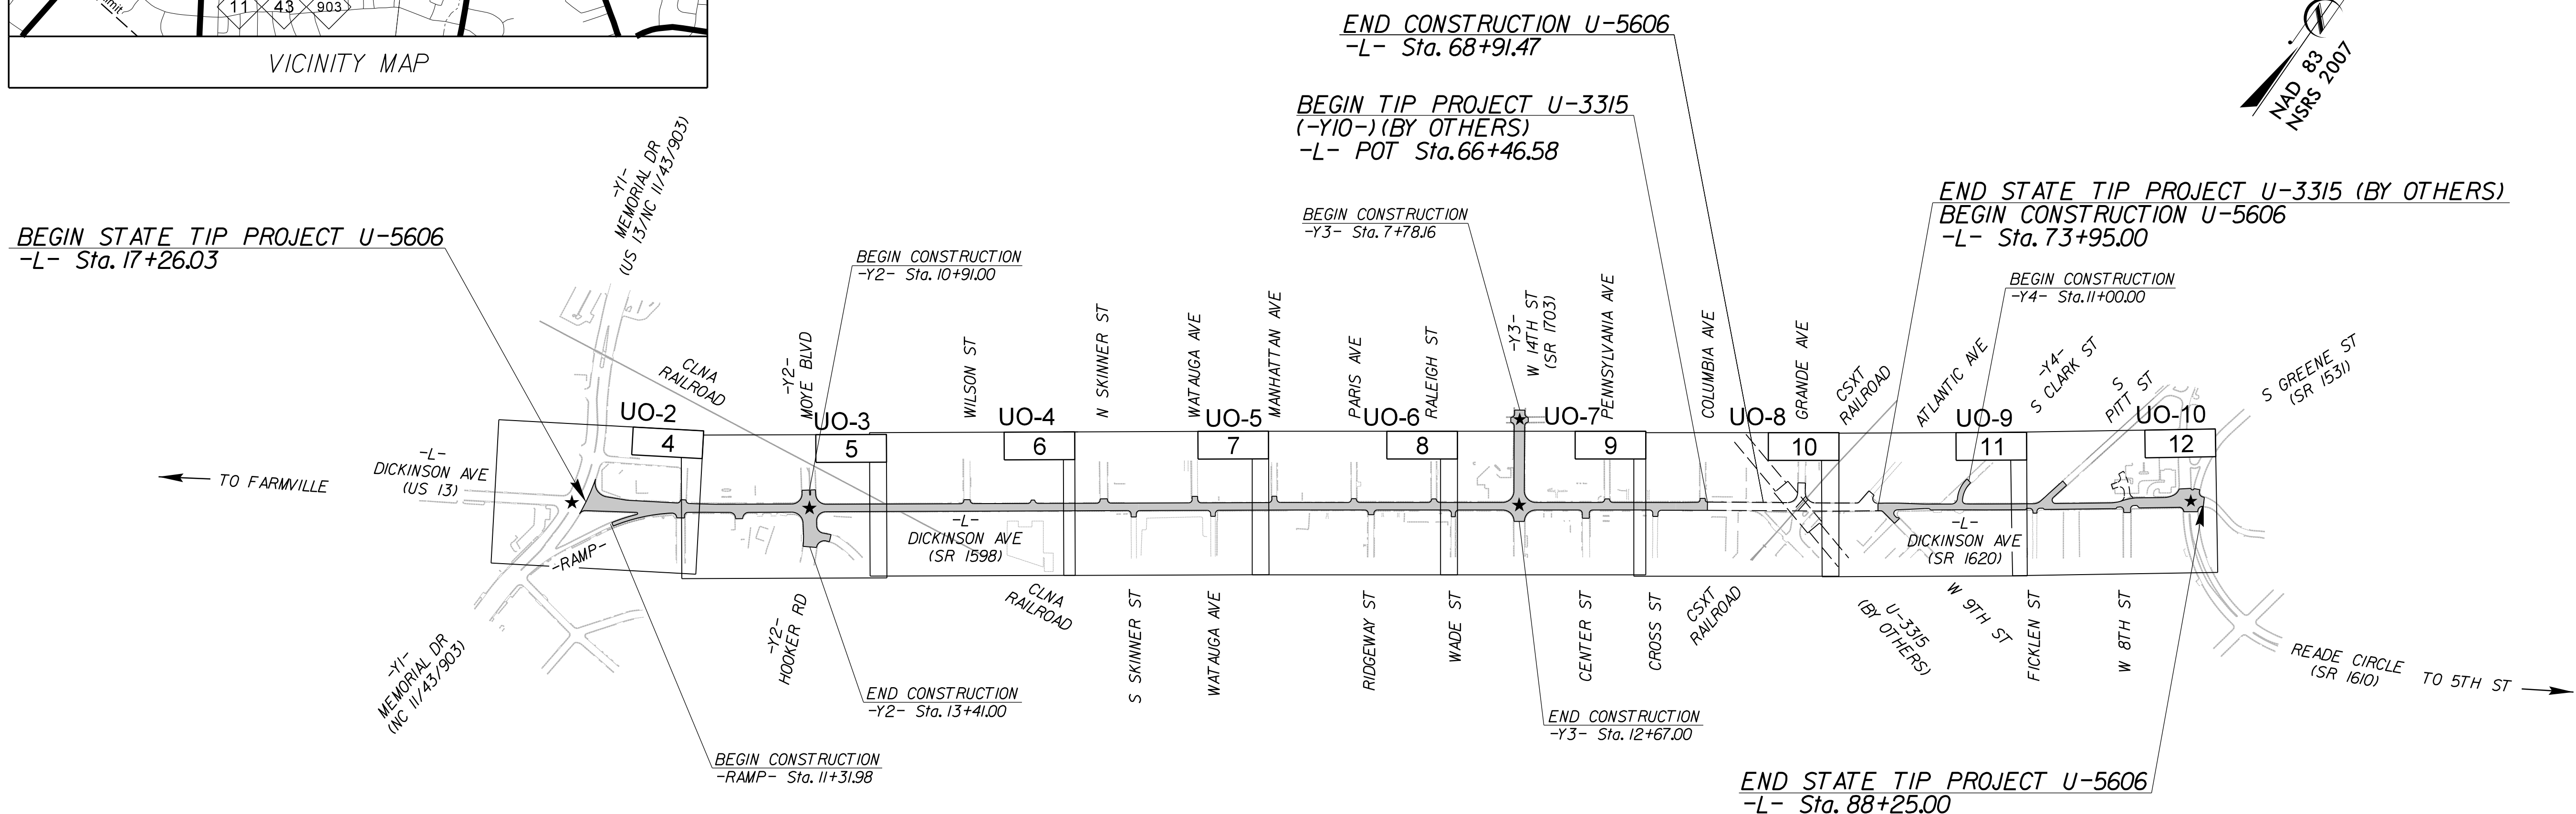 11 43 903
VICINITY MAP
NAD 83
NSRS 2007
END CONSTRUCTION U-5606
-L- Sta. 68+91.47
BEGIN TIP PROJECT U-3315
(-Y10-) (BY OTHERS)
-L- POT Sta. 66+46.58
BEGIN CONSTRUCTION
-Y3- Sta. 7+78.16
END STATE TIP PROJECT U-3315 (BY OTHERS)
BEGIN CONSTRUCTION U-5606
-L- Sta. 73+95.00
BEGIN CONSTRUCTION
-Y4- Sta. 11+00.00
BEGIN STATE TIP PROJECT U-5606
-L- Sta. 17+26.03
-Y1-
MEMORIAL DR
(US 13/NC 11/43/903)
BEGIN CONSTRUCTION
-Y2- Sta. 10+91.00
CLNA
RAILROAD
-Y2-
MOYE BLVD
WILSON ST
N SKINNER ST
WATAUGA AVE
MANHATTAN AVE
PARIS AVE
RALEIGH ST
-Y3-
W 14TH ST
(SR 1703)
PENNSYLVANIA AVE
COLUMBIA AVE
GRANDE AVE
CSXT
RAILROAD
ATLANTIC AVE
-Y4-
S CLARK ST
S
PITT ST
S GREENE ST
(SR 1531)
UO-2
4
UO-3
5
UO-4
6
UO-5
7
UO-6
8
UO-7
9
UO-8
10
UO-9
11
UO-10
12
TO FARMVILLE
-L-
DICKINSON AVE
(US 13)
-L-
DICKINSON AVE
(SR 1598)
-L-
DICKINSON AVE
(SR 1620)
-RAMP-
-Y1-
MEMORIAL DR
(NC 11/43/903)
-Y2-
HOOKER RD
CLNA
RAILROAD
S SKINNER ST
WATAUGA AVE
RIDGEWAY ST
WADE ST
CENTER ST
CROSS ST
CSXT
RAILROAD
U-3315
(BY OTHERS)
W 9TH ST
FICKLEN ST
W 8TH ST
READE CIRCLE
(SR 1610)
TO 5TH ST
END CONSTRUCTION
-Y2- Sta. 13+41.00
BEGIN CONSTRUCTION
-RAMP- Sta. 11+31.98
END CONSTRUCTION
-Y3- Sta. 12+67.00
END STATE TIP PROJECT U-5606
-L- Sta. 88+25.00